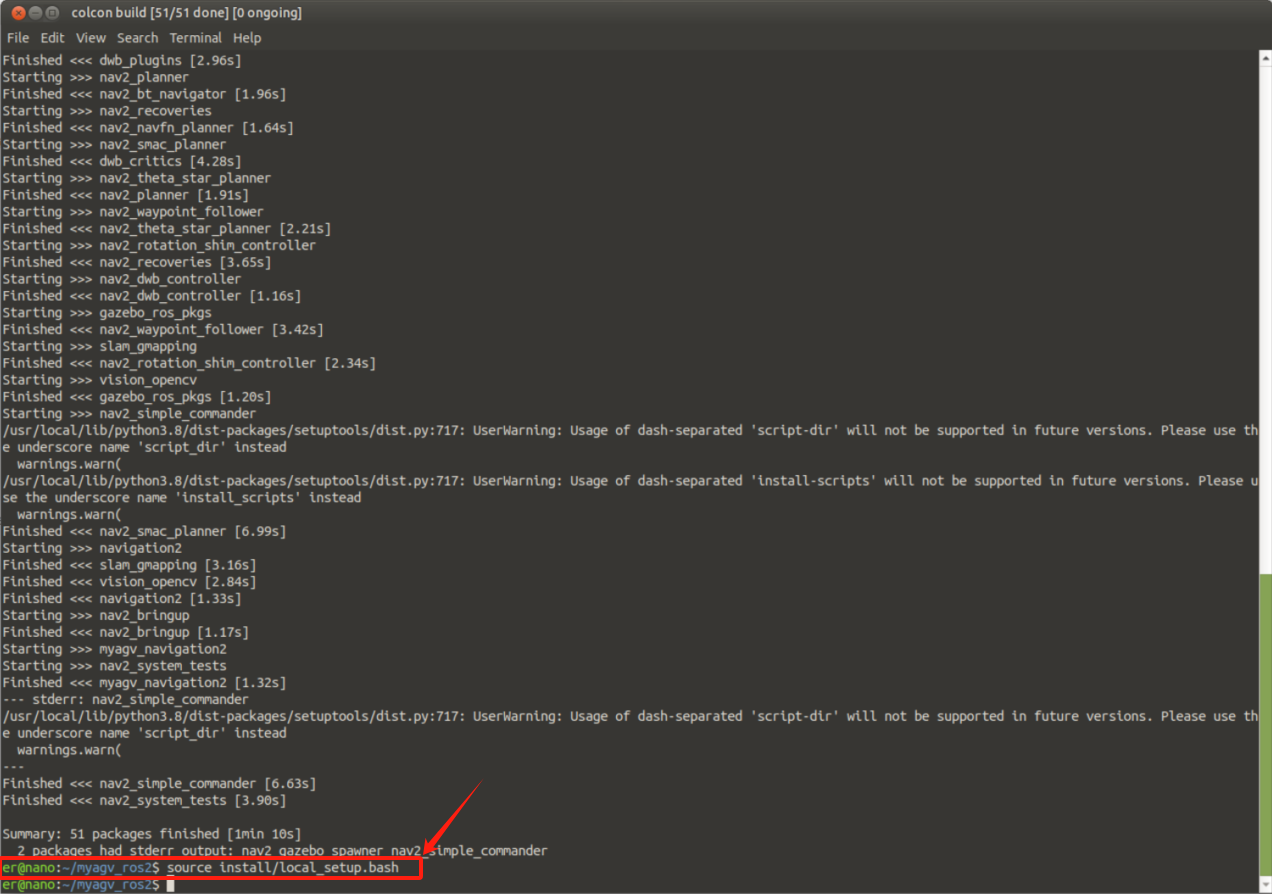 colcon build [51/51 done] [0 ongoing]
File Edit View Search Terminal Help
Finished <<< dwb_plugins [2.96s]
Starting >>> nav2_planner
Finished <<< nav2_bt_navigator [1.96s]
Starting >>> nav2_recoveries
Finished <<< nav2_navfn_planner [1.64s]
Starting >>> nav2_smac_planner
Finished <<< dwb_critics [4.28s]
Starting >>> nav2_theta_star_planner
Finished <<< nav2_planner [1.91s]
Starting >>> nav2_waypoint_follower
Finished <<< nav2_theta_star_planner [2.21s]
Starting >>> nav2_rotation_shim_controller
Finished <<< nav2_recoveries [3.65s]
Starting >>> nav2_dwb_controller
Finished <<< nav2_dwb_controller [1.16s]
Starting >>> gazebo_ros_pkgs
Finished <<< nav2_waypoint_follower [3.42s]
Starting >>> slam_gmapping
Finished <<< nav2_rotation_shim_controller [2.34s]
Starting >>> vision_opencv
Finished <<< gazebo_ros_pkgs [1.20s]
Starting >>> nav2_simple_commander
/usr/local/lib/python3.8/dist-packages/setuptools/dist.py:717: UserWarning: Usage of dash-separated 'script-dir' will not be supported in future versions. Please use th
e underscore name 'script_dir' instead
  warnings.warn(
/usr/local/lib/python3.8/dist-packages/setuptools/dist.py:717: UserWarning: Usage of dash-separated 'install-scripts' will not be supported in future versions. Please u
se the underscore name 'install_scripts' instead
  warnings.warn(
Finished <<< nav2_smac_planner [6.99s]
Starting >>> navigation2
Finished <<< slam_gmapping [3.16s]
Finished <<< vision_opencv [2.84s]
Finished <<< navigation2 [1.33s]
Starting >>> nav2_bringup
Finished <<< nav2_bringup [1.17s]
Starting >>> myagv_navigation2
Starting >>> nav2_system_tests
Finished <<< myagv_navigation2 [1.32s]
--- stderr: nav2_simple_commander
/usr/local/lib/python3.8/dist-packages/setuptools/dist.py:717: UserWarning: Usage of dash-separated 'script-dir' will not be supported in future versions. Please use th
e underscore name 'script_dir' instead
  warnings.warn(
---
Finished <<< nav2_simple_commander [6.63s]
Finished <<< nav2_system_tests [3.90s]
Summary: 51 packages finished [1min 10s]
  2 packages had stderr output: nav2_gazebo_spawner nav2_simple_commander
er@nano:~/myagv_ros2$ source install/local_setup.bash
er@nano:~/myagv_ros2$